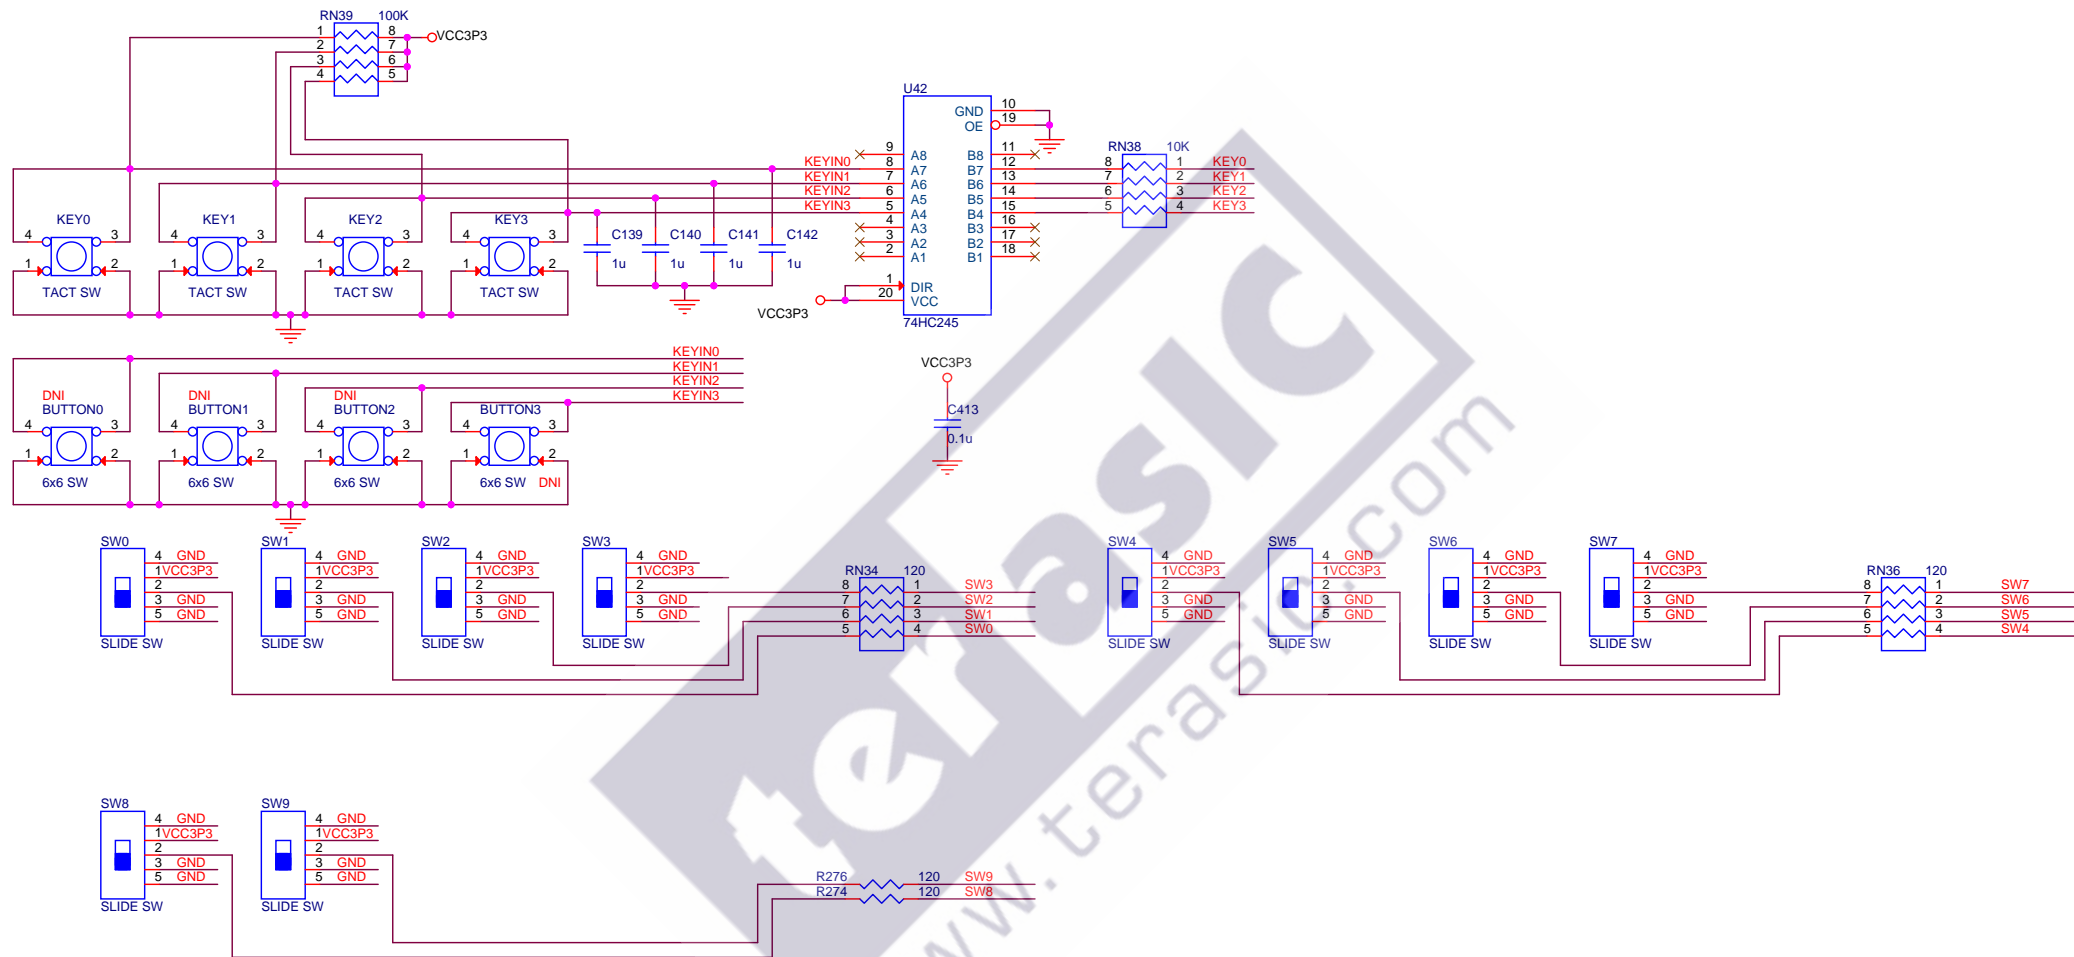 RN39 100K
1 8 VCC3P3
2 7
3 6
4 5
U42
GND 10
OE 19
9 A8 B8 11
KEYIN0 8 A7 B7 12
KEYIN1 7 A6 B6 13
KEYIN2 6 A5 B5 14
KEYIN3 5 A4 B4 15
4 A3 B3 16
3 A2 B2 17
2 A1 B1 18
1 DIR
20 VCC
VCC3P3
74HC245
RN38 10K
8 1 KEY0
7 2 KEY1
6 3 KEY2
5 4 KEY3
KEY0 KEY1 KEY2 KEY3
4 3 4 3 4 3 4 3
1 2 1 2 1 2 1 2
TACT SW TACT SW TACT SW TACT SW
C139 C140 C141 C142
1u 1u 1u 1u
KEYIN0
KEYIN1
KEYIN2
KEYIN3
DNI DNI DNI
BUTTON0 BUTTON1 BUTTON2 BUTTON3
4 3 4 3 4 3 4 3
1 2 1 2 1 2 1 2
6x6 SW 6x6 SW 6x6 SW 6x6 SW DNI
VCC3P3
C413
0.1u
SW0 SW1 SW2 SW3
4 GND 4 GND 4 GND 4 GND
1 VCC3P3 1 VCC3P3 1 VCC3P3 1 VCC3P3
2 2 2 2
3 GND 3 GND 3 GND 3 GND
5 GND 5 GND 5 GND 5 GND
SLIDE SW SLIDE SW SLIDE SW SLIDE SW
RN34 120
8 1 SW3
7 2 SW2
6 3 SW1
5 4 SW0
SW4 SW5 SW6 SW7
4 GND 4 GND 4 GND 4 GND
1 VCC3P3 1 VCC3P3 1 VCC3P3 1 VCC3P3
2 2 2 2
3 GND 3 GND 3 GND 3 GND
5 GND 5 GND 5 GND 5 GND
SLIDE SW SLIDE SW SLIDE SW SLIDE SW
RN36 120
8 1 SW7
7 2 SW6
6 3 SW5
5 4 SW4
SW8 SW9
4 GND 4 GND
1 VCC3P3 1 VCC3P3
2 2
3 GND 3 GND
5 GND 5 GND
SLIDE SW SLIDE SW
R276 120 SW9
R274 120 SW8
terasic
www.terasic.com